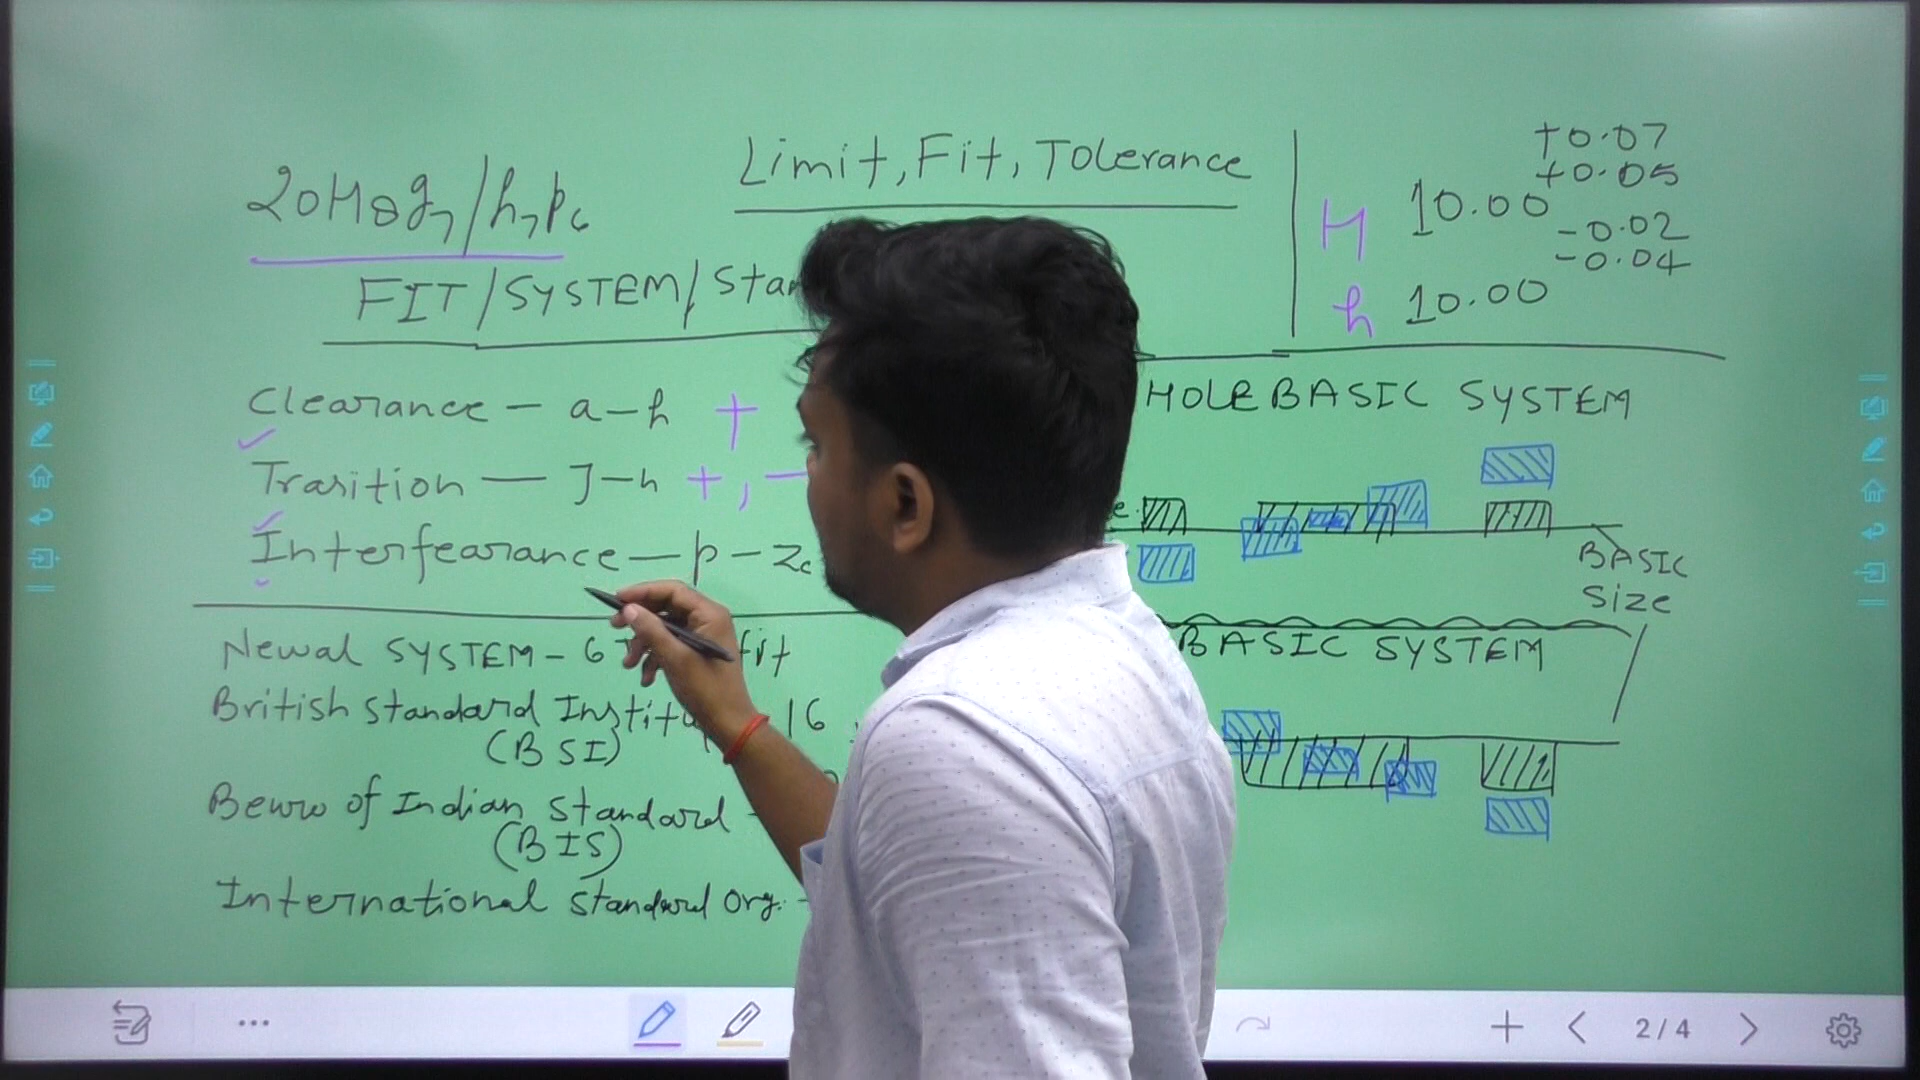 Limit, Fit, Tolerance
20H8g7/h7p6
FIT/SYSTEM/
Clearance - a-h +
Trasition - J-n +, -
Interfearance - p - zc
Newal SYSTEM - 6 fit
British Standard 16
(BSI)
Bewro of Indian Standard -
(BIS)
International Standard Org. -
+0.07
+0.05
H 10.00
-0.02
-0.04
h 10.00
HOLE BASIC SYSTEM
BASIC
Size
BASIC SYSTEM
2/4